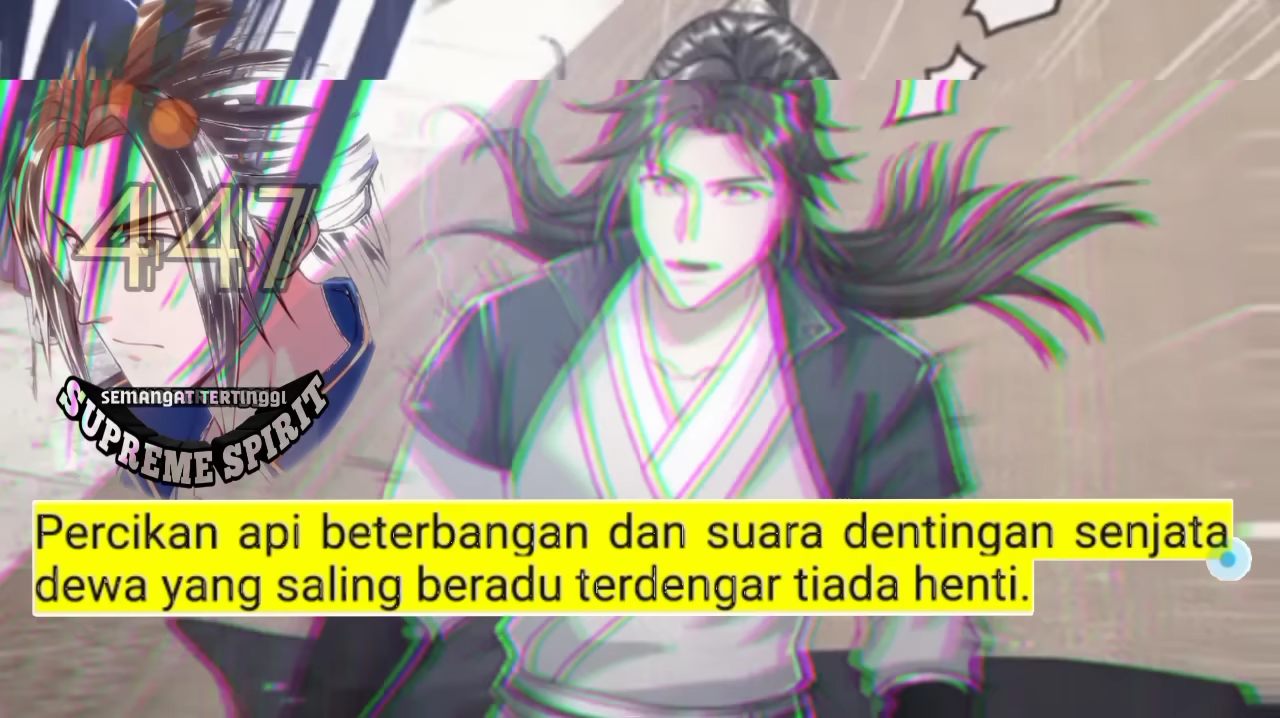 447
SEMANGAT TERTINGGI
SUPREME SPIRIT
Percikan api beterbangan dan suara dentingan senjata
dewa yang saling beradu terdengar tiada henti.